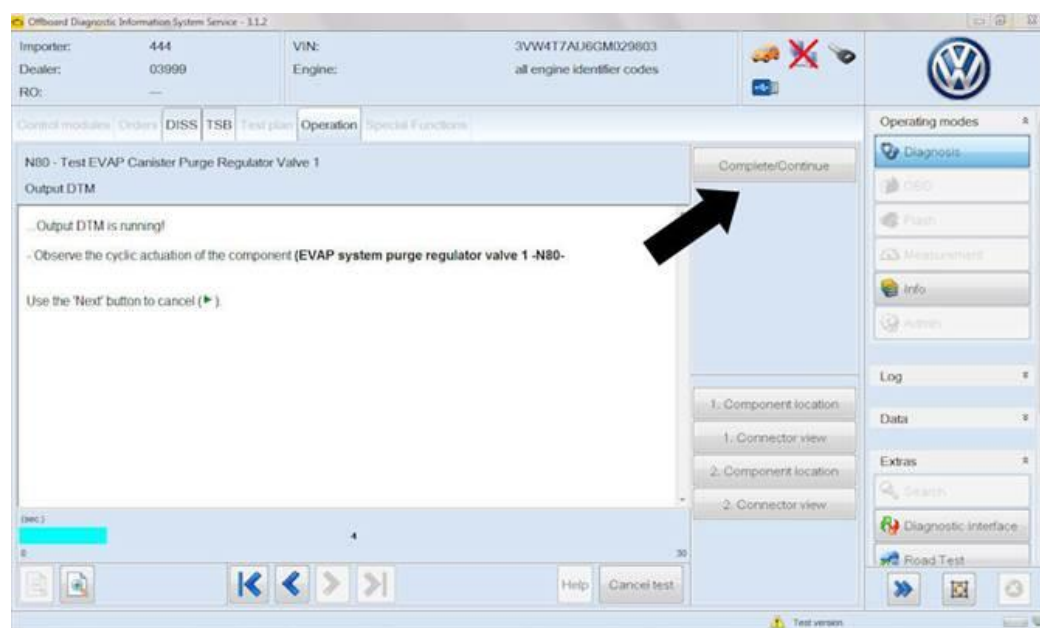 Offboard Diagnostic Information System Service - 3.1.2
Importer: 444 VIN: 3VW4T7AU6GM029803
Dealer: 03999 Engine: all engine identifier codes
RO: ---
Control modules Orders DISS TSB Test plan Operation Special Functions
N80 - Test EVAP Canister Purge Regulator Valve 1
Output DTM
Complete/Continue
...Output DTM is running!
- Observe the cyclic actuation of the component (EVAP system purge regulator valve 1 -N80-
Use the 'Next' button to cancel ( ).
1. Component location
1. Connector view
2. Component location
2. Connector view
(sec.)
4
0 30
Help Cancel test
Operating modes
Diagnosis
OBD
Flash
Measurement
Info
Admin
Log
Data
Extras
Search
Diagnostic Interface
Road Test
Test version